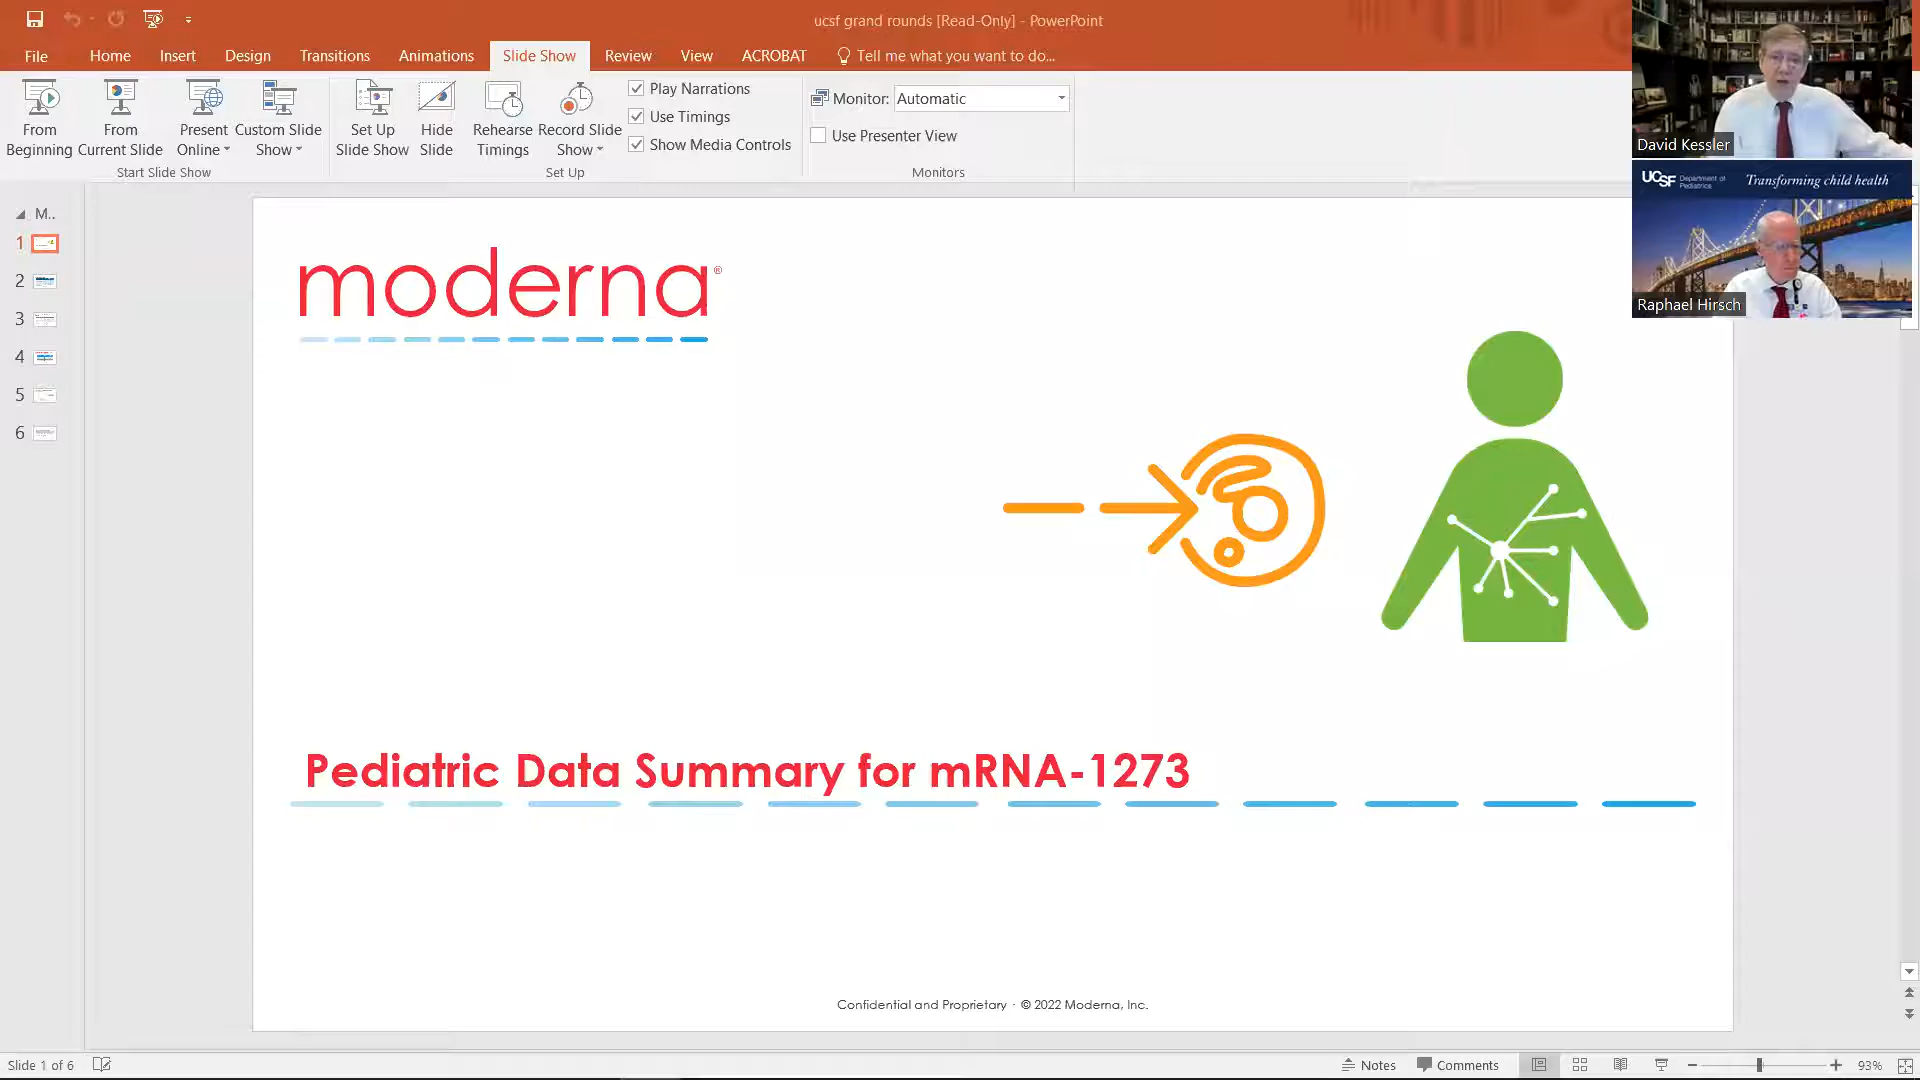 ucsf grand rounds [Read-Only] - PowerPoint
File Home Insert Design Transitions Animations Slide Show Review View ACROBAT Tell me what you want to do...
From Beginning
From Current Slide
Present Online
Custom Slide Show
Start Slide Show
Set Up Slide Show
Hide Slide
Rehearse Timings
Record Slide Show
Play Narrations
Use Timings
Show Media Controls
Set Up
Monitor: Automatic
Use Presenter View
Monitors
David Kessler
UCSF Department of Pediatrics
Transforming child health
Raphael Hirsch
M..
1
2
3
4
5
6
moderna®
Pediatric Data Summary for mRNA-1273
Confidential and Proprietary · © 2022 Moderna, Inc.
Slide 1 of 6
Notes
Comments
93%